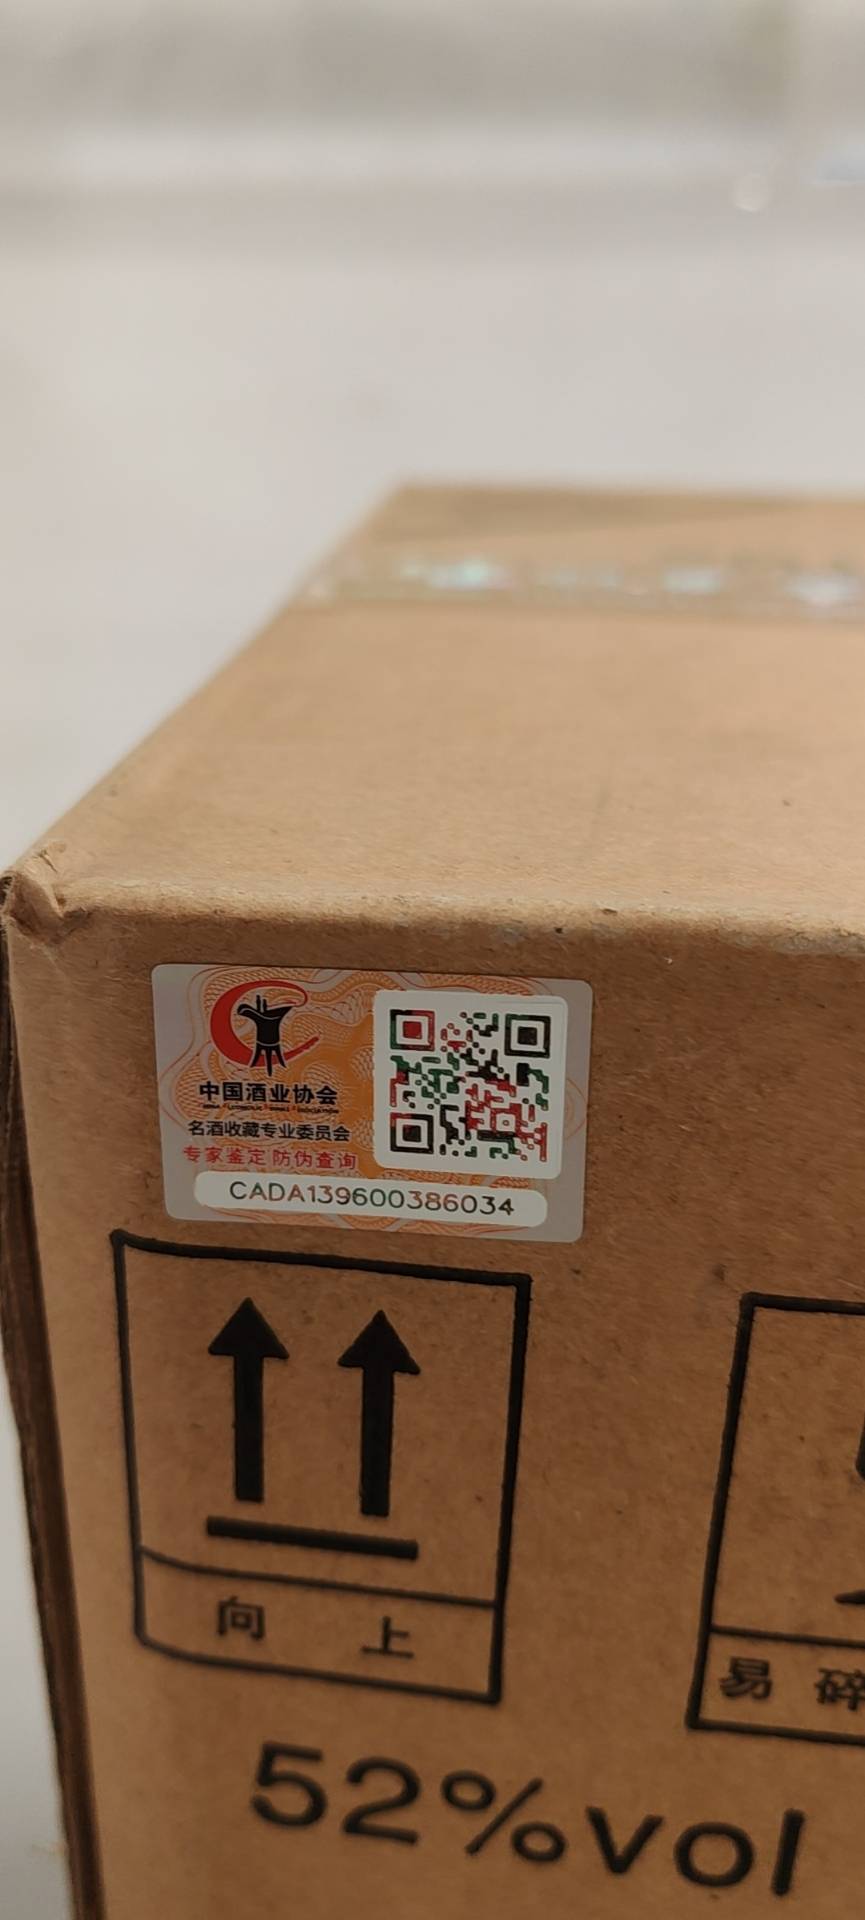 中国酒业协会
名酒收藏专业委员会
专家鉴定 防伪查询
CADA139600386034
向上
易碎
52%vol